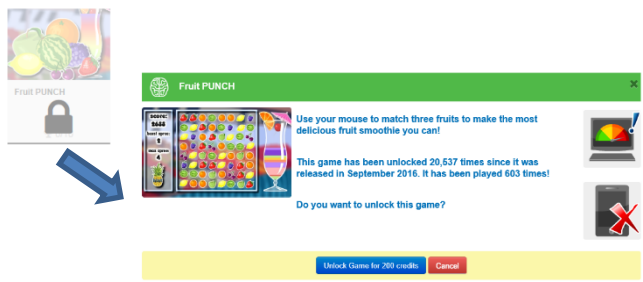 Fruit PUNCH
Fruit PUNCH
Use your mouse to match three fruits to make the most
delicious fruit smoothie you can!
This game has been unlocked 20,537 times since it was
released in September 2016. It has been played 603 times!
Do you want to unlock this game?
Unlock Game for 200 credits
Cancel